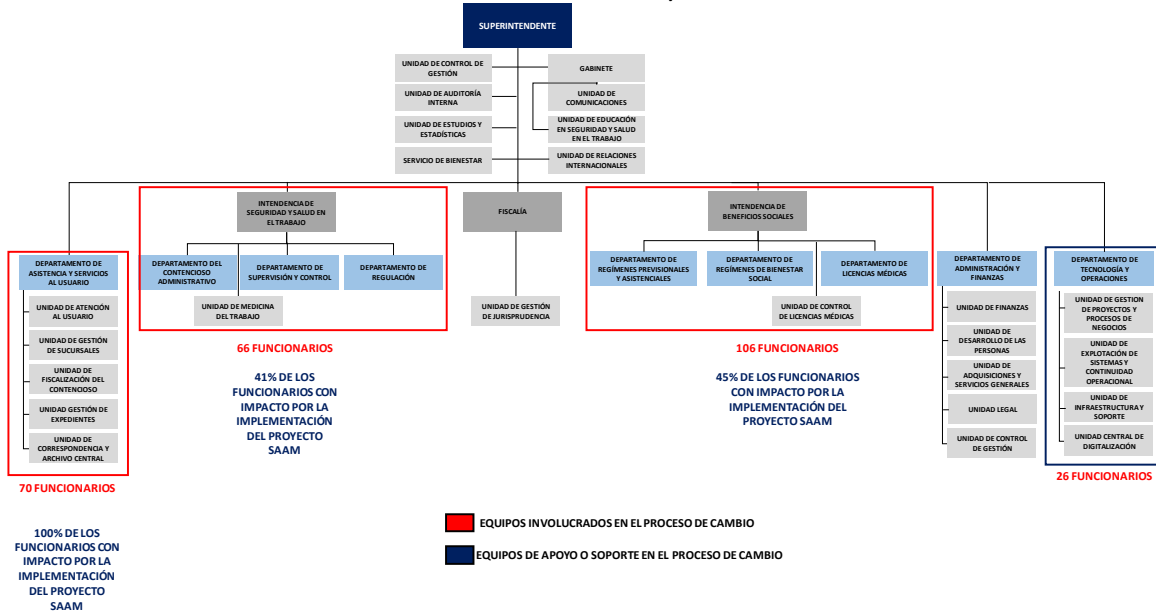 SUPERINTENDENTE
UNIDAD DE CONTROL DE
GESTIÓN
GABINETE
UNIDAD DE AUDITORÍA
INTERNA
UNIDAD DE
COMUNICACIONES
UNIDAD DE ESTUDIOS Y
ESTADÍSTICAS
UNIDAD DE EDUCACIÓN
EN SEGURIDAD Y SALUD
EN EL TRABAJO
SERVICIO DE BIENESTAR
UNIDAD DE RELACIONES
INTERNACIONALES
INTENDENCIA DE
SEGURIDAD Y SALUD EN
EL TRABAJO
FISCALÍA
INTENDENCIA DE
BENEFICIOS SOCIALES
DEPARTAMENTO DE
ASISTENCIA Y SERVICIOS
AL USUARIO
DEPARTAMENTO DEL
CONTENCIOSO
ADMINISTRATIVO
DEPARTAMENTO DE
SUPERVISIÓN Y CONTROL
DEPARTAMENTO DE
REGULACIÓN
DEPARTAMENTO DE
REGÍMENES PREVISIONALES
Y ASISTENCIALES
DEPARTAMENTO DE
REGÍMENES DE BIENESTAR
SOCIAL
DEPARTAMENTO DE
LICENCIAS MÉDICAS
DEPARTAMENTO DE
ADMINISTRACIÓN Y
FINANZAS
DEPARTAMENTO DE
TECNOLOGÍA Y
OPERACIONES
UNIDAD DE ATENCIÓN
AL USUARIO
UNIDAD DE GESTIÓN
DE SUCURSALES
UNIDAD DE
FISCALIZACIÓN DEL
CONTENCIOSO
UNIDAD GESTIÓN DE
EXPEDIENTES
UNIDAD DE
CORRESPONDENCIA Y
ARCHIVO CENTRAL
UNIDAD DE MEDICINA
DEL TRABAJO
UNIDAD DE GESTIÓN
DE JURISPRUDENCIA
UNIDAD DE CONTROL
DE LICENCIAS MÉDICAS
UNIDAD DE FINANZAS
UNIDAD DE
DESARROLLO DE LAS
PERSONAS
UNIDAD DE
ADQUISICIONES Y
SERVICIOS GENERALES
UNIDAD LEGAL
UNIDAD DE CONTROL
DE GESTIÓN
UNIDAD DE GESTION
DE PROYECTOS Y
PROCESOS DE
NEGOCIOS
UNIDAD DE
EXPLOTACIÓN DE
SISTEMAS Y
CONTINUIDAD
OPERACIONAL
UNIDAD DE
INFRAESTRUCTURA Y
SOPORTE
UNIDAD CENTRAL DE
DIGITALIZACIÓN
66 FUNCIONARIOS
41% DE LOS
FUNCIONARIOS CON
IMPACTO POR LA
IMPLEMENTACIÓN
DEL PROYECTO
SAAM
106 FUNCIONARIOS
45% DE LOS FUNCIONARIOS
CON IMPACTO POR LA
IMPLEMENTACIÓN DEL
PROYECTO SAAM
26 FUNCIONARIOS
70 FUNCIONARIOS
100% DE LOS
FUNCIONARIOS CON
IMPACTO POR LA
IMPLEMENTACIÓN
DEL PROYECTO
SAAM
EQUIPOS INVOLUCRADOS EN EL PROCESO DE CAMBIO
EQUIPOS DE APOYO O SOPORTE EN EL PROCESO DE CAMBIO